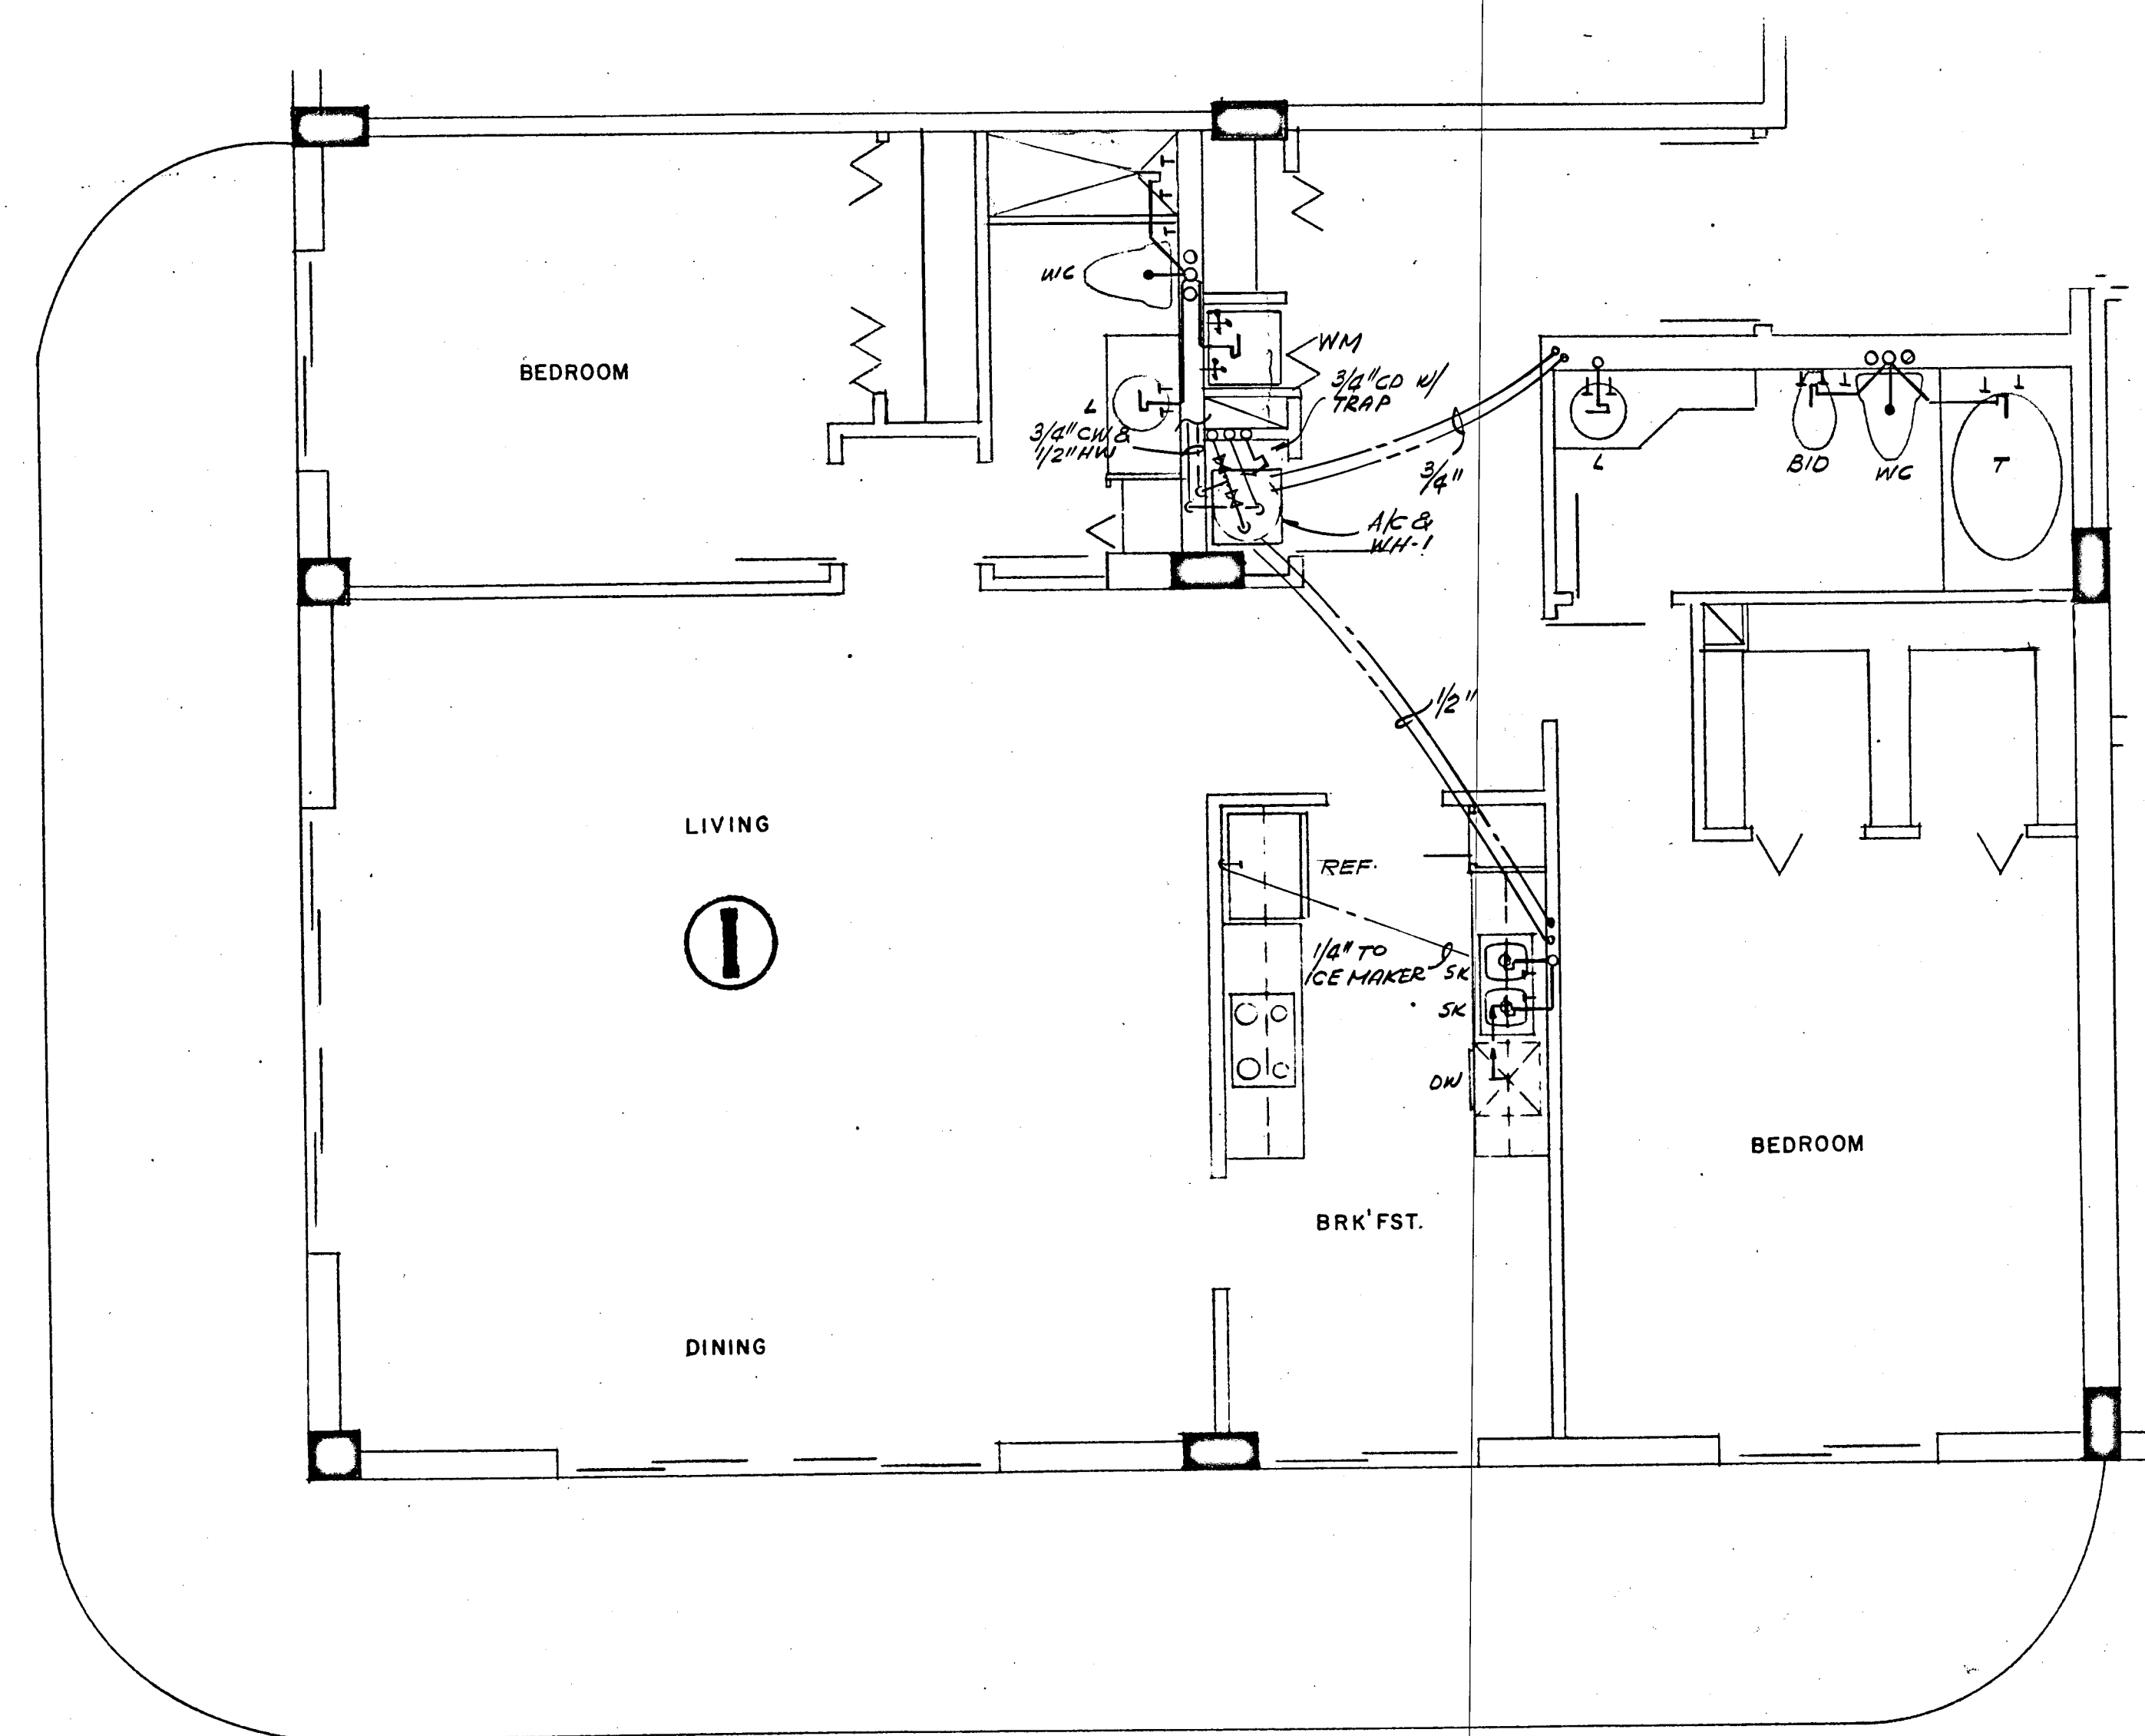 WC
BEDROOM
WM
3/4" CD W/
TRAP
L
3/4" CW &
1/2" HW
3/4"
A/C &
WH-1
L
BID
WC
T
1/2"
LIVING
I
REF.
1/4" TO
ICE MAKER
SK
SK
DW
BEDROOM
BRK'FST.
DINING